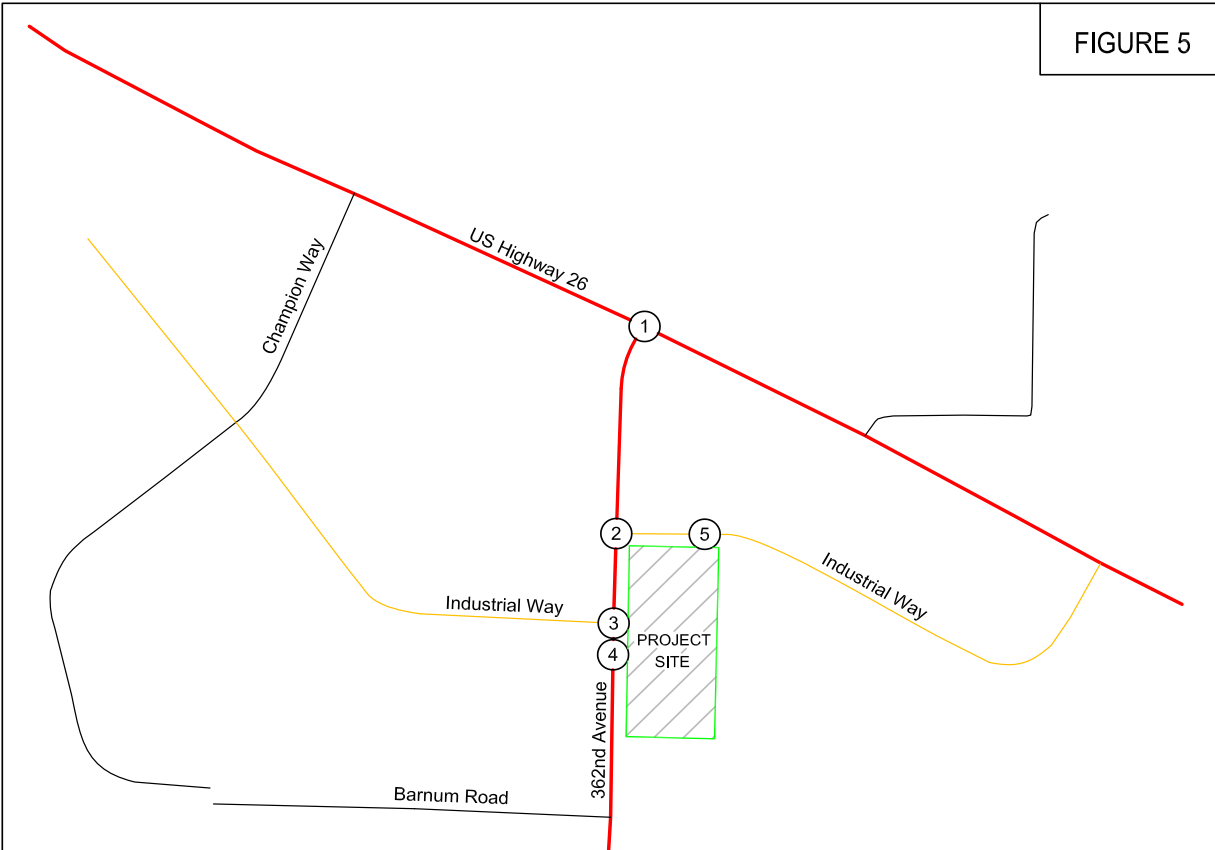 FIGURE 5
US Highway 26
Champion Way
1
2
5
Industrial Way
Industrial Way
3
PROJECT
SITE
4
362nd Avenue
Barnum Road